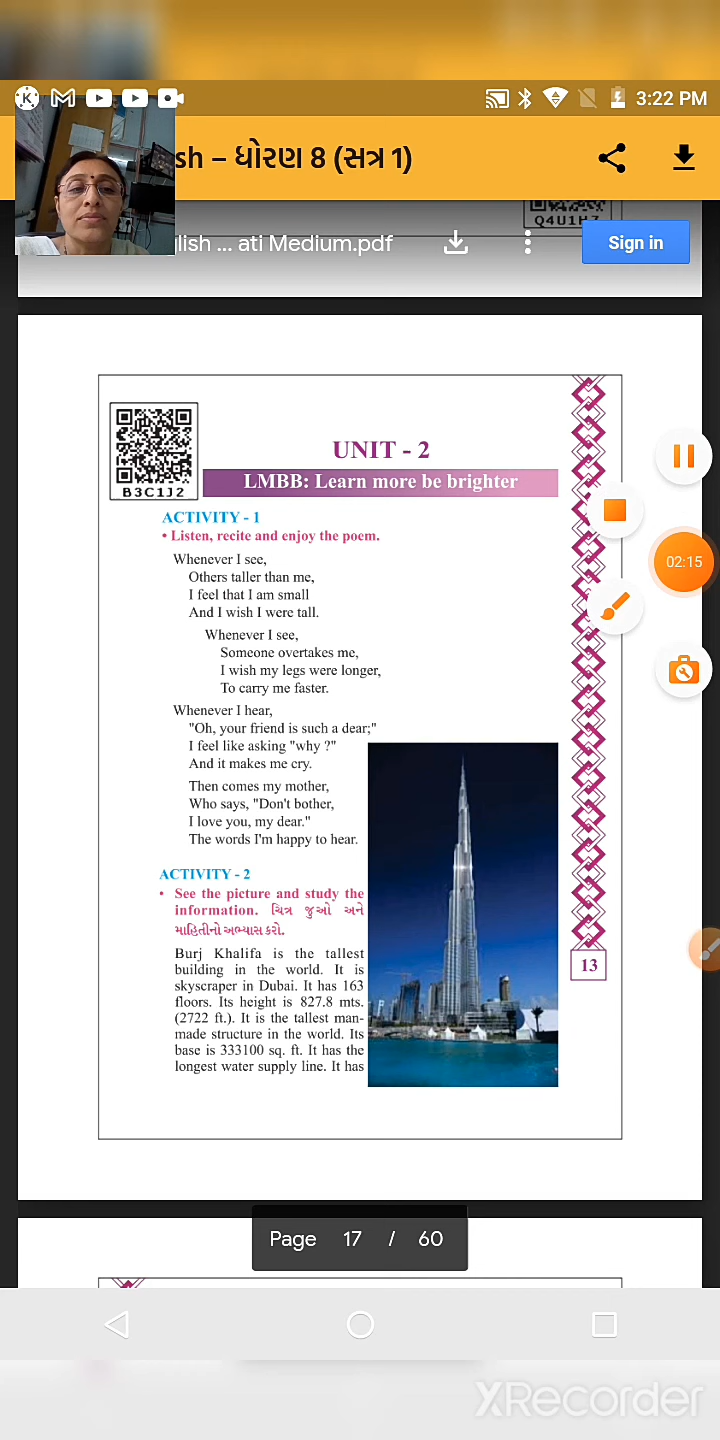 3:22 PM
sh – ધોરણ 8 (સત્ર 1)
Q4U1H7
lish ... ati Medium.pdf
Sign in
B3C1J2
UNIT - 2
LMBB: Learn more be brighter
ACTIVITY - 1
• Listen, recite and enjoy the poem.
Whenever I see,
Others taller than me,
I feel that I am small
And I wish I were tall.
Whenever I see,
Someone overtakes me,
I wish my legs were longer,
To carry me faster.
Whenever I hear,
"Oh, your friend is such a dear;"
I feel like asking "why ?"
And it makes me cry.
Then comes my mother,
Who says, "Don't bother,
I love you, my dear."
The words I'm happy to hear.
ACTIVITY - 2
• See the picture and study the
information. ચિત્ર જુઓ અને
માહિતીનો અભ્યાસ કરો.
Burj Khalifa is the tallest
building in the world. It is
skyscraper in Dubai. It has 163
floors. Its height is 827.8 mts.
(2722 ft.). It is the tallest man-
made structure in the world. Its
base is 333100 sq. ft. It has the
longest water supply line. It has
13
02:15
Page 17 / 60
XRecorder